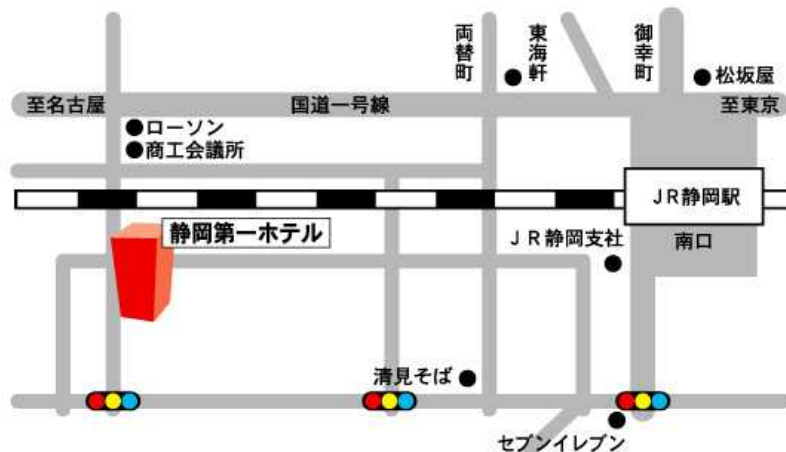 両替町
東海軒
御幸町
松坂屋
至名古屋
国道一号線
至東京
ローソン
商工会議所
JR静岡駅
静岡第一ホテル
JR静岡支社
南口
清見そば
セブンイレブン